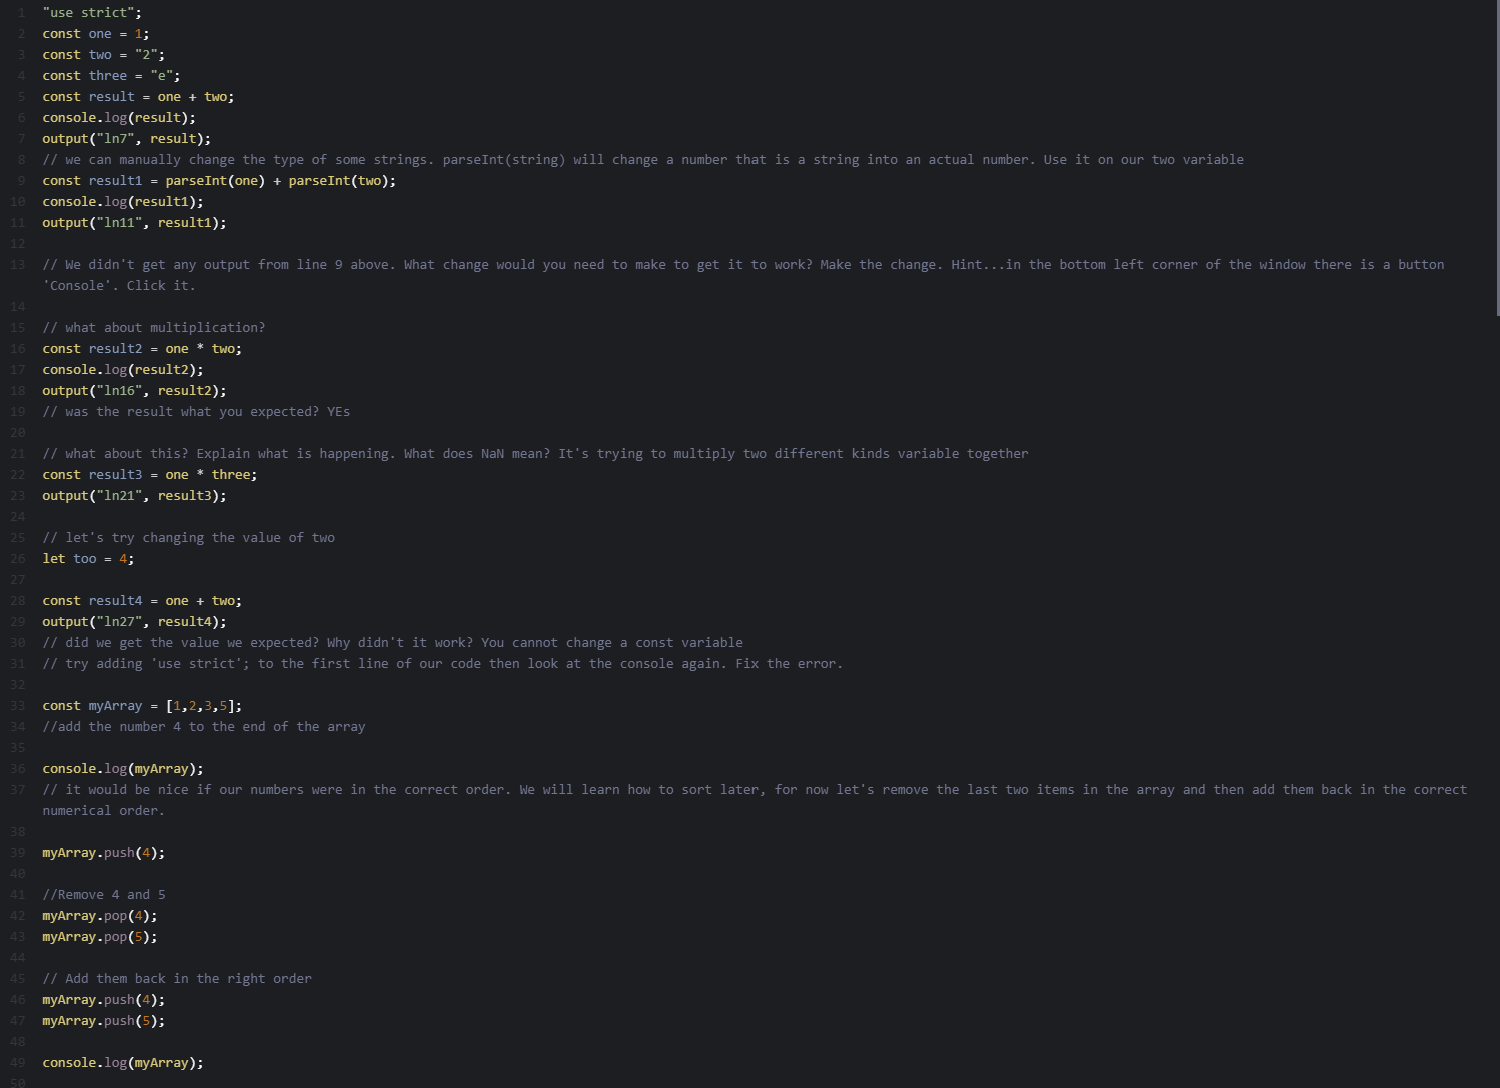 1 "use strict";
2 const one = 1;
3 const two = "2";
4 const three = "e";
5 const result = one + two;
6 console.log(result);
7 output("ln7", result);
8 // we can manually change the type of some strings. parseInt(string) will change a number that is a string into an actual number. Use it on our two variable
9 const result1 = parseInt(one) + parseInt(two);
10 console.log(result1);
11 output("ln11", result1);
12
13 // We didn't get any output from line 9 above. What change would you need to make to get it to work? Make the change. Hint...in the bottom left corner of the window there is a button
'Console'. Click it.
14
15 // what about multiplication?
16 const result2 = one * two;
17 console.log(result2);
18 output("ln16", result2);
19 // was the result what you expected? YEs
20
21 // what about this? Explain what is happening. What does NaN mean? It's trying to multiply two different kinds variable together
22 const result3 = one * three;
23 output("ln21", result3);
24
25 // let's try changing the value of two
26 let too = 4;
27
28 const result4 = one + two;
29 output("ln27", result4);
30 // did we get the value we expected? Why didn't it work? You cannot change a const variable
31 // try adding 'use strict'; to the first line of our code then look at the console again. Fix the error.
32
33 const myArray = [1,2,3,5];
34 //add the number 4 to the end of the array
35
36 console.log(myArray);
37 // it would be nice if our numbers were in the correct order. We will learn how to sort later, for now let's remove the last two items in the array and then add them back in the correct
numerical order.
38
39 myArray.push(4);
40
41 //Remove 4 and 5
42 myArray.pop(4);
43 myArray.pop(5);
44
45 // Add them back in the right order
46 myArray.push(4);
47 myArray.push(5);
48
49 console.log(myArray);
50